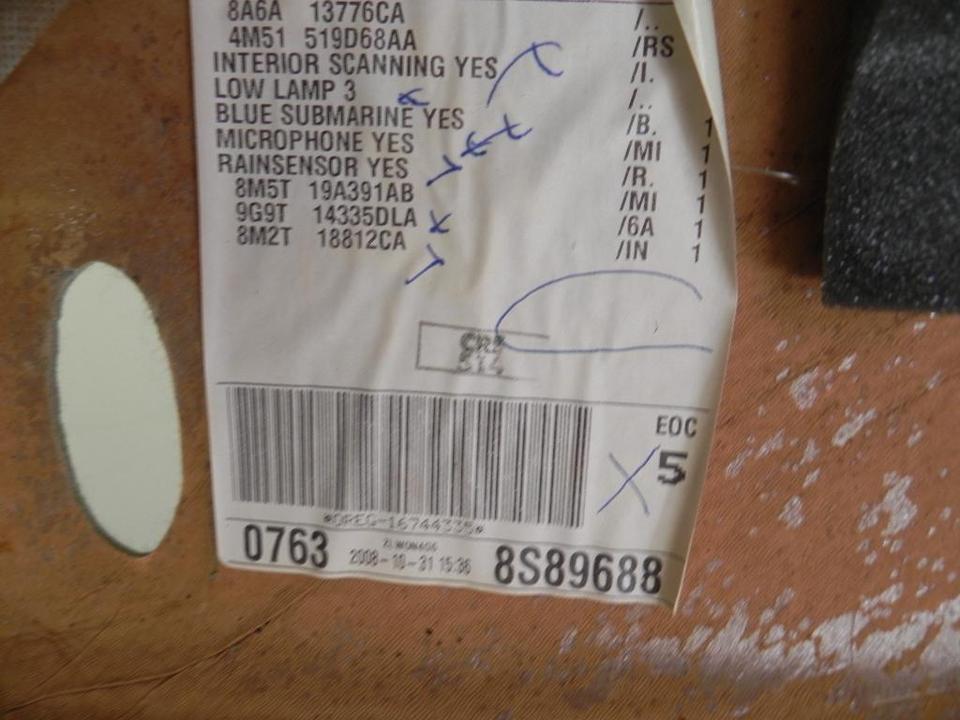 8A6A 13776CA /..
4M51 519D68AA /RS
INTERIOR SCANNING YES /I.
LOW LAMP 3 /..
BLUE SUBMARINE YES /B. 1
MICROPHONE YES /MI 1
RAINSENSOR YES /R. 1
8M5T 19A391AB /MI 1
9G9T 14335DLA /6A 1
8M2T 18812CA /IN 1
EOC
5
*OREG-16744335*
0763 2008-10-31 15:36 8S89688